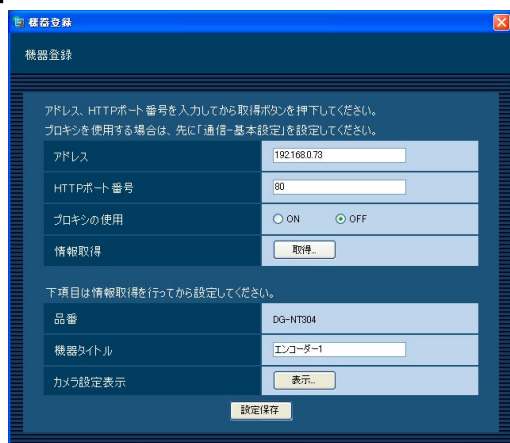 機器登録
機器登録
アドレス、HTTPポート番号を入力してから取得ボタンを押下してください。
プロキシを使用する場合は、先に「通信-基本設定」を設定してください。
アドレス 192.168.0.73
HTTPポート番号 80
プロキシの使用 ON OFF
情報取得 取得...
下項目は情報取得を行ってから設定してください。
品番 DG-NT304
機器タイトル エンコーダー1
カメラ設定表示 表示...
設定保存